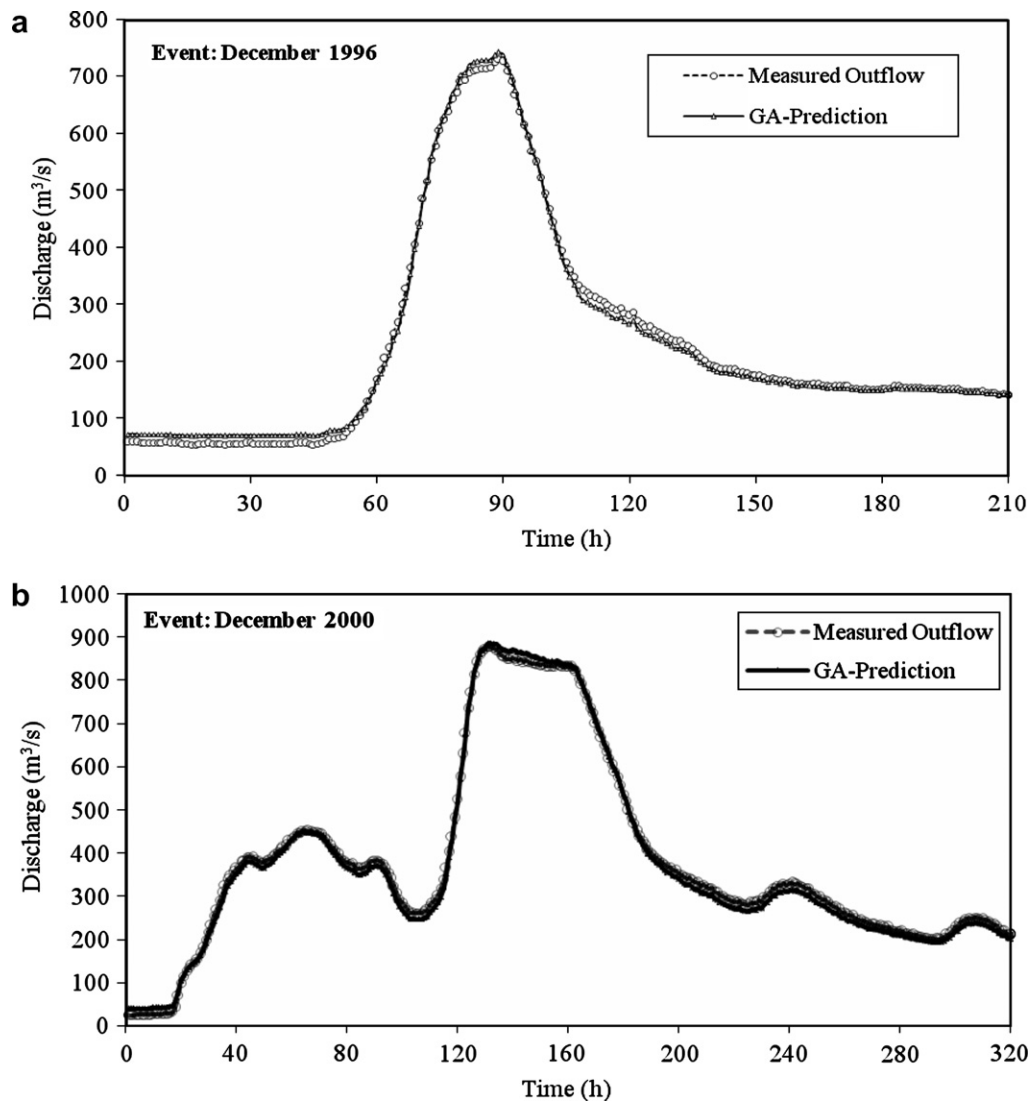 a
800
700
600
500
400
300
200
100
0
Discharge (m³/s)
Event: December 1996
Measured Outflow
GA-Prediction
0 30 60 90 120 150 180 210
Time (h)
b
1000
900
800
700
600
500
400
300
200
100
0
Discharge (m³/s)
Event: December 2000
Measured Outflow
GA-Prediction
0 40 80 120 160 200 240 280 320
Time (h)